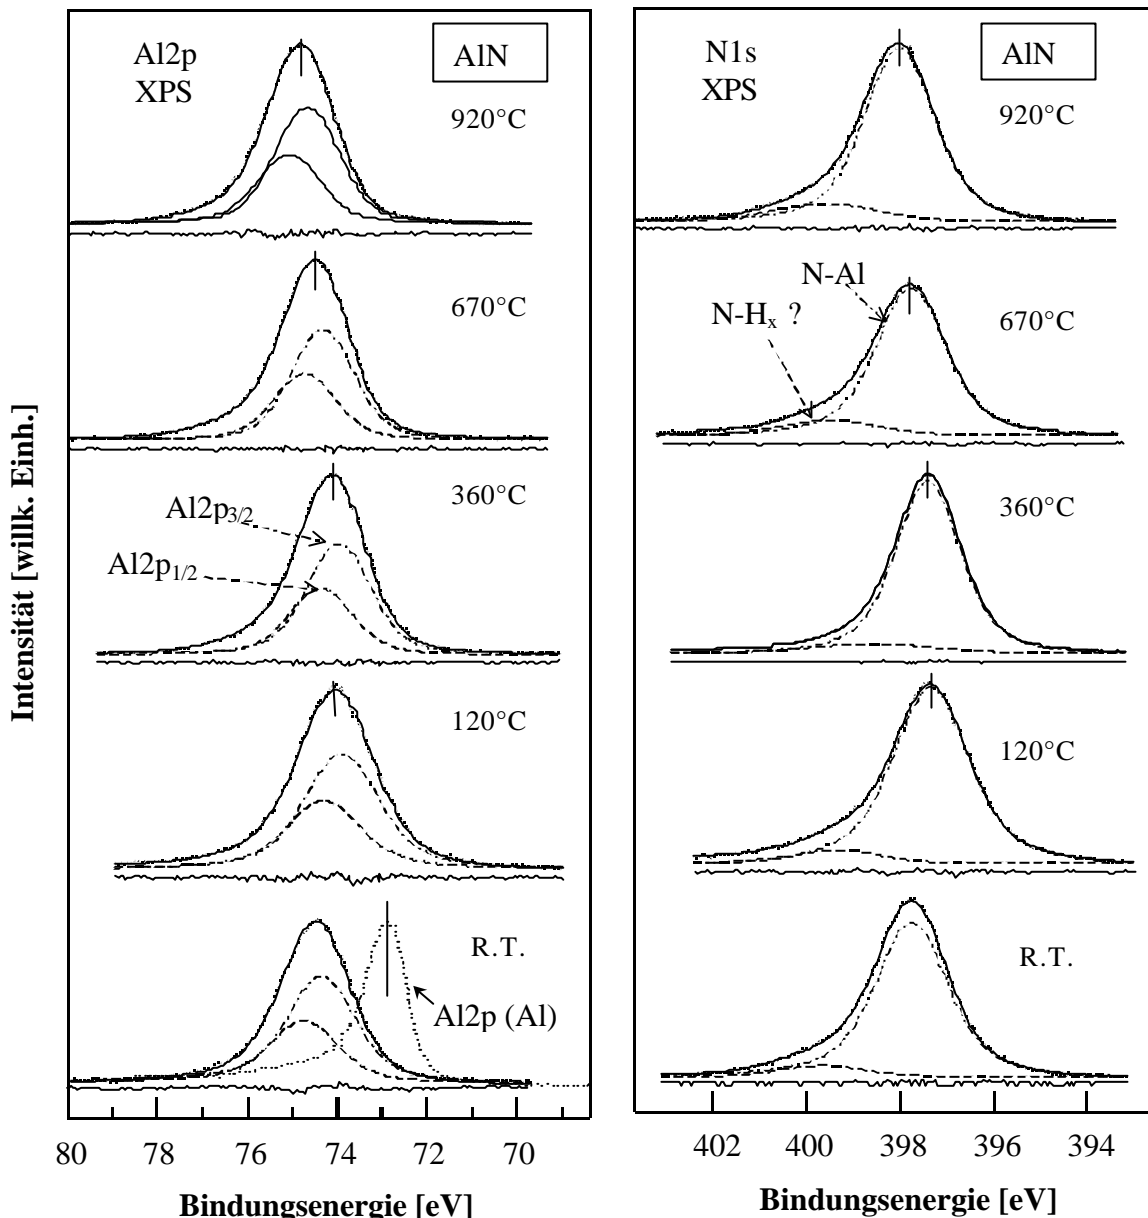 Al2p
XPS
AlN
920°C
670°C
360°C
Al2p3/2
Al2p1/2
120°C
R.T.
Al2p (Al)
80 78 76 74 72 70
Bindungsenergie [eV]
Intensität [willk. Einh.]
N1s
XPS
AlN
920°C
N-Al
N-Hx ?
670°C
360°C
120°C
R.T.
402 400 398 396 394
Bindungsenergie [eV]